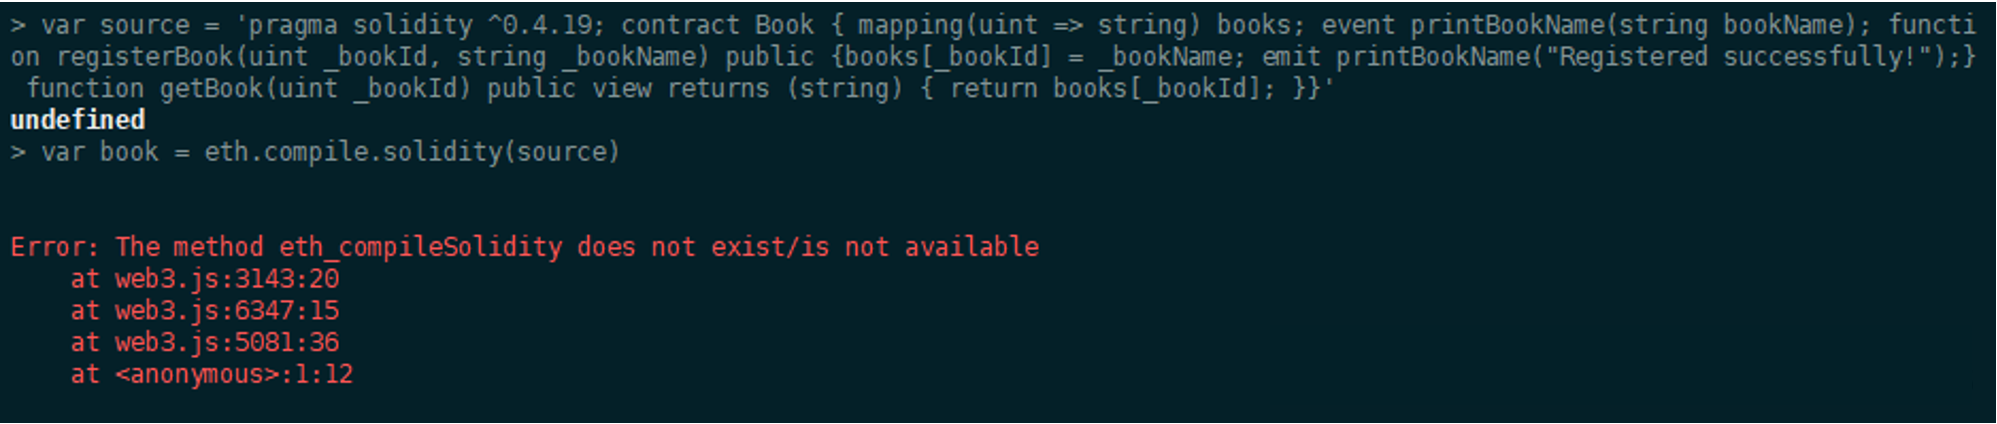 > var source = 'pragma solidity ^0.4.19; contract Book { mapping(uint => string) books; event printBookName(string bookName); functi
on registerBook(uint _bookId, string _bookName) public {books[_bookId] = _bookName; emit printBookName("Registered successfully!");}
 function getBook(uint _bookId) public view returns (string) { return books[_bookId]; }}'
undefined
> var book = eth.compile.solidity(source)
Error: The method eth_compileSolidity does not exist/is not available
    at web3.js:3143:20
    at web3.js:6347:15
    at web3.js:5081:36
    at <anonymous>:1:12